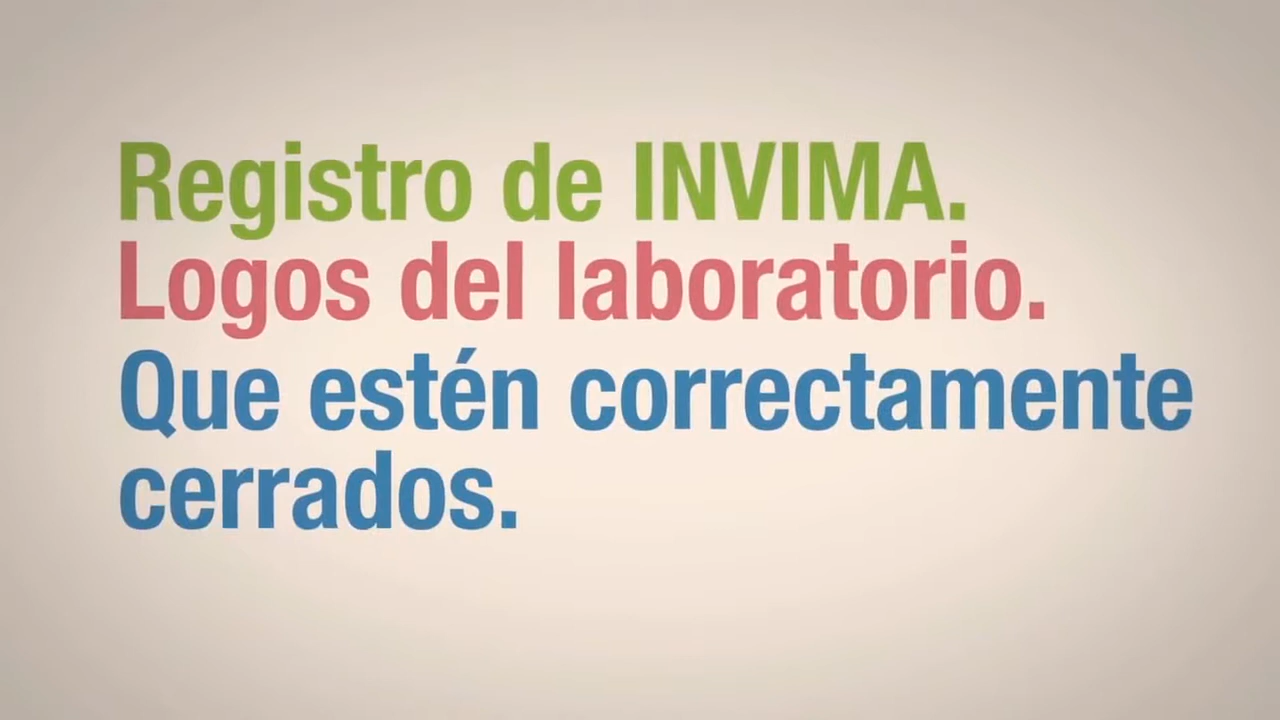 Registro de INVIMA.
Logos del laboratorio.
Que estén correctamente
cerrados.